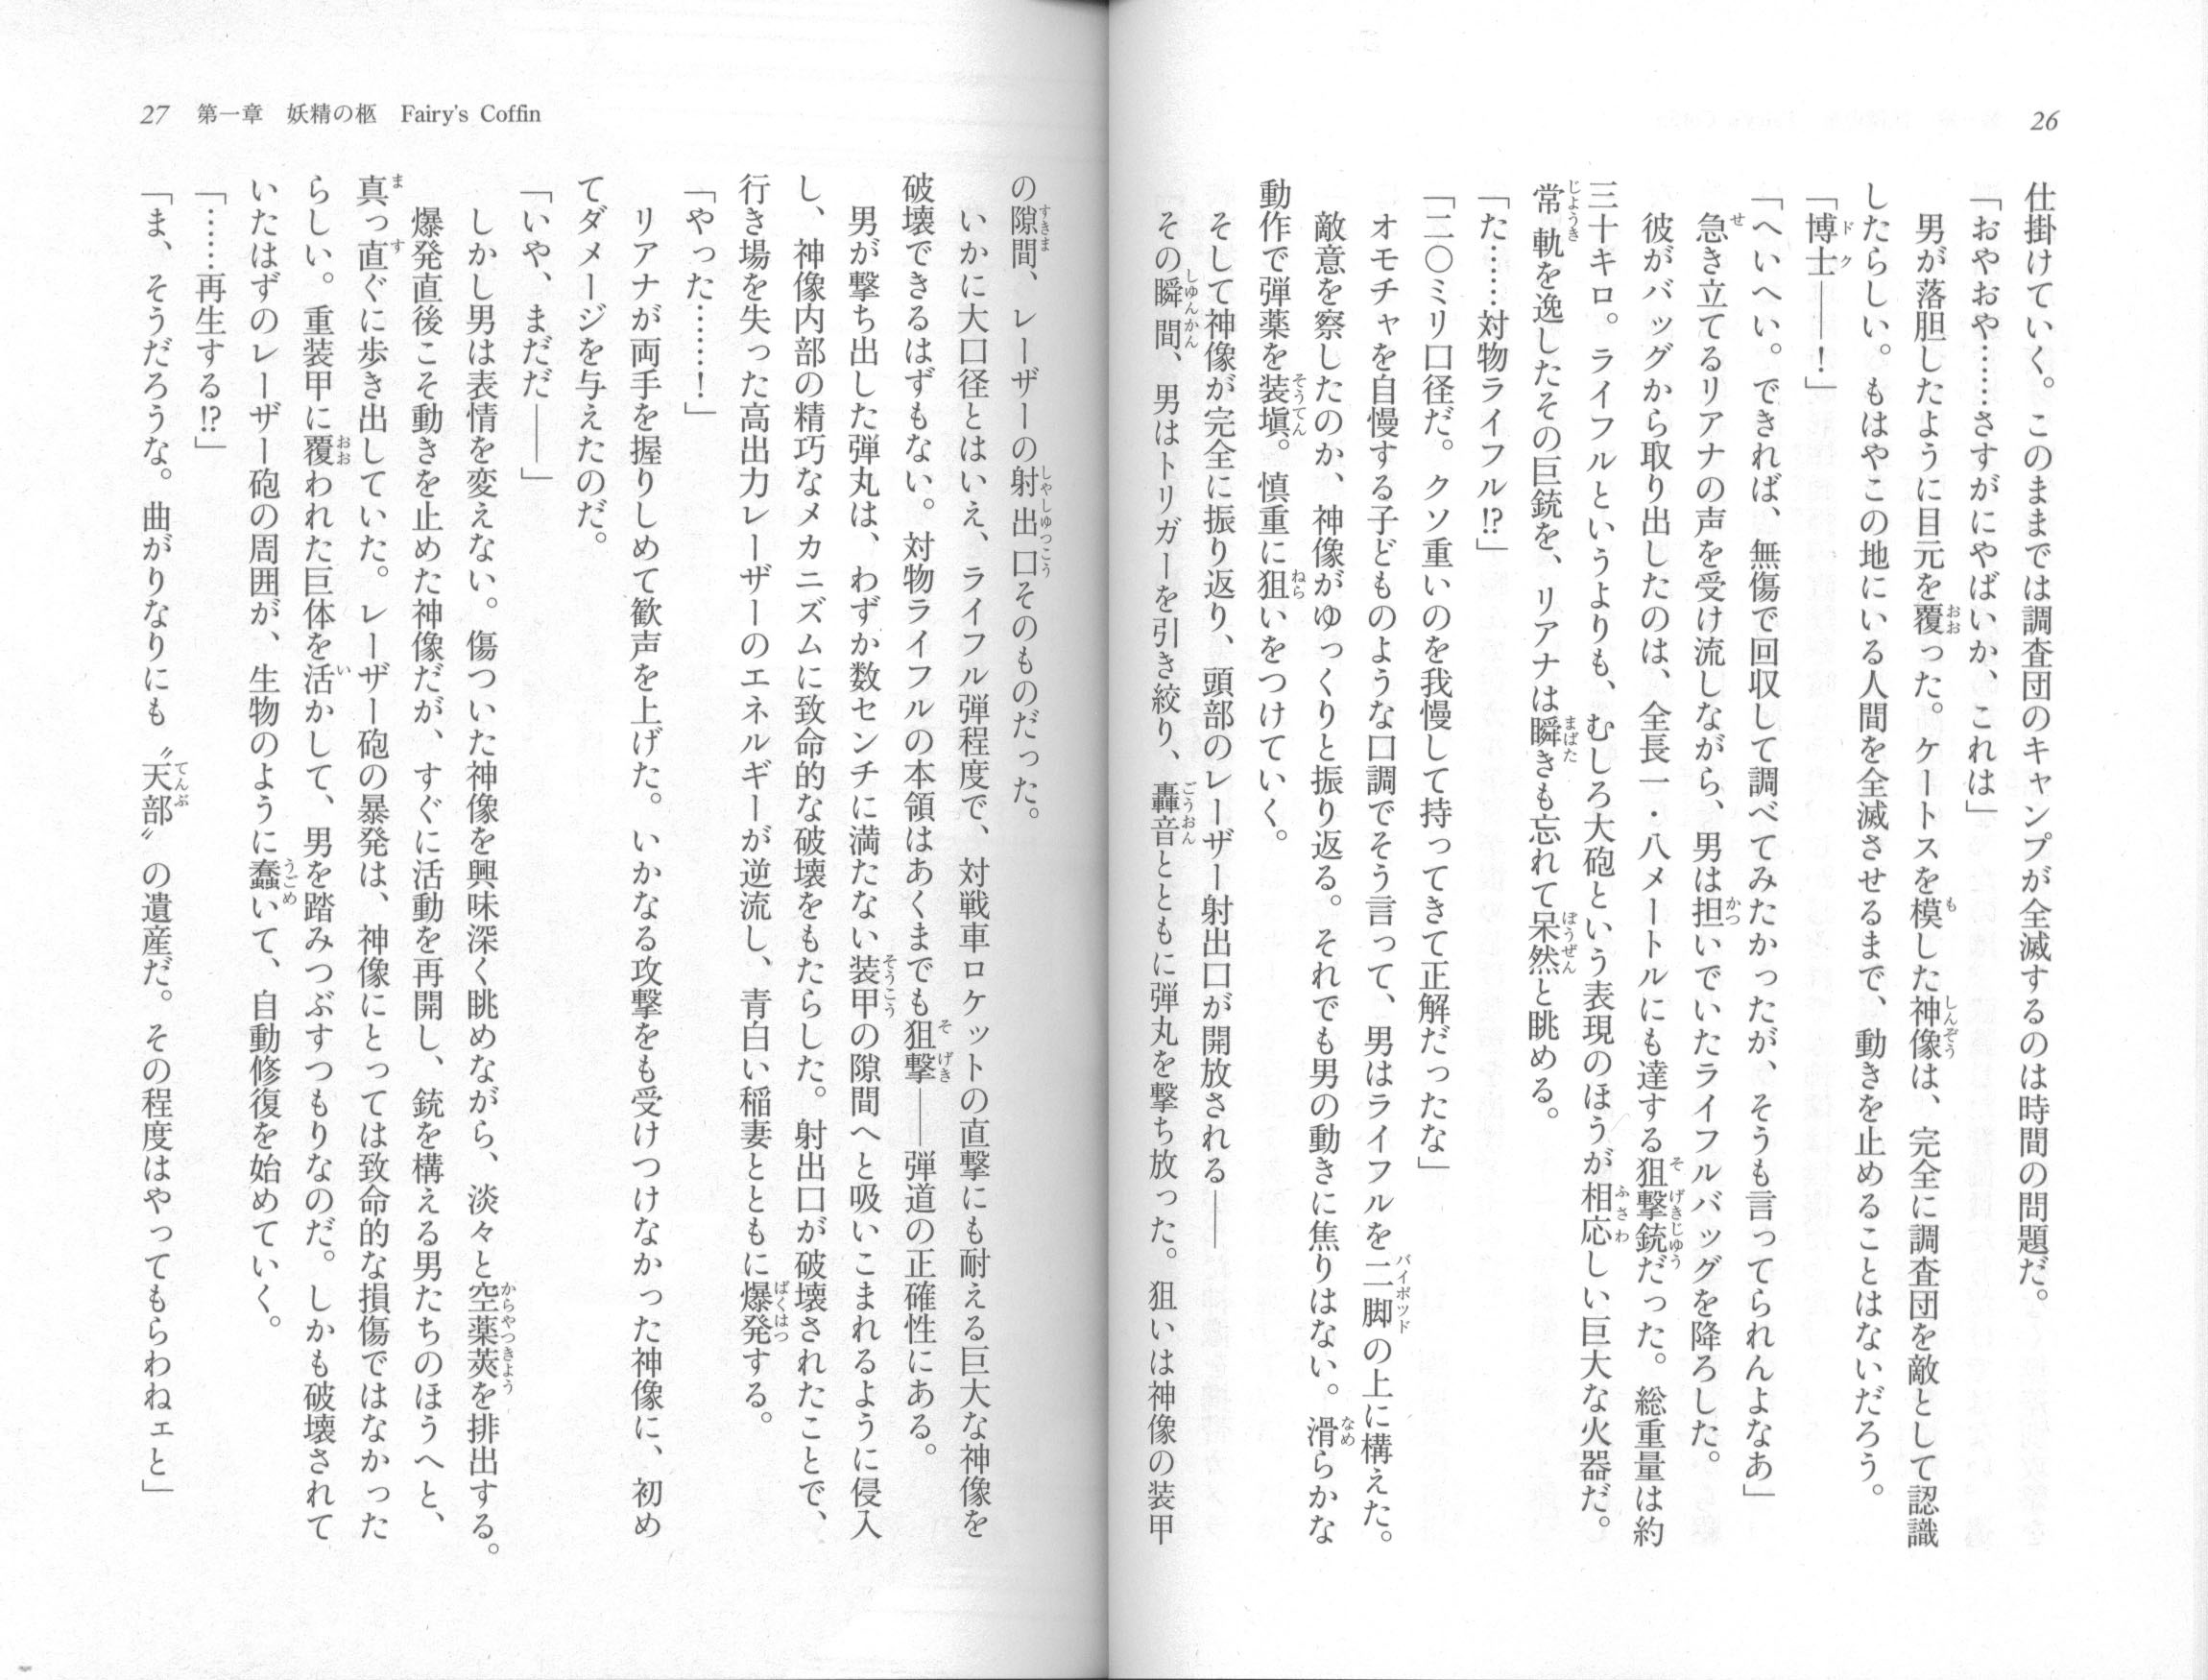 26
仕掛けていく。このままでは調査団のキャンプが全滅するのは時間の問題だ。
「おやおや……さすがにやばいか、これは」
男が落胆したように目元を覆った。ケートスを模した神像は、完全に調査団を敵として認識
したらしい。もはやこの地にいる人間を全滅させるまで、動きを止めることはないだろう。
「博士――！」
「へいへい。できれば、無傷で回収して調べてみたかったが、そうも言ってられんよなあ」
急き立てるリアナの声を受け流しながら、男は担いでいたライフルバッグを降ろした。
彼がバッグから取り出したのは、全長一・八メートルにも達する狙撃銃だった。総重量は約
三十キロ。ライフルというよりも、むしろ大砲という表現のほうが相応しい巨大な火器だ。
常軌を逸したその巨銃を、リアナは瞬きも忘れて呆然と眺める。
「た……対物ライフル!?」
「二〇ミリ口径だ。クソ重いのを我慢して持ってきて正解だったな」
オモチャを自慢する子どものような口調でそう言って、男はライフルを二脚の上に構えた。
敵意を察したのか、神像がゆっくりと振り返る。それでも男の動きに焦りはない。滑らかな
動作で弾薬を装塡。慎重に狙いをつけていく。
そして神像が完全に振り返り、頭部のレーザー射出口が開放される――
その瞬間、男はトリガーを引き絞り、轟音とともに弾丸を撃ち放った。狙いは神像の装甲
27 第一章 妖精の柩 Fairy's Coffin
の隙間、レーザーの射出口そのものだった。
いかに大口径とはいえ、ライフル弾程度で、対戦車ロケットの直撃にも耐える巨大な神像を
破壊できるはずもない。対物ライフルの本領はあくまでも狙撃――弾道の正確性にある。
男が撃ち出した弾丸は、わずか数センチに満たない装甲の隙間へと吸いこまれるように侵入
し、神像内部の精巧なメカニズムに致命的な破壊をもたらした。射出口が破壊されたことで、
行き場を失った高出力レーザーのエネルギーが逆流し、青白い稲妻とともに爆発する。
「やった……！」
リアナが両手を握りしめて歓声を上げた。いかなる攻撃をも受けつけなかった神像に、初め
てダメージを与えたのだ。
「いや、まだだ――」
しかし男は表情を変えない。傷ついた神像を興味深く眺めながら、淡々と空薬莢を排出する。
爆発直後こそ動きを止めた神像だが、すぐに活動を再開し、銃を構える男たちのほうへと、
真っ直ぐに歩き出していた。レーザー砲の暴発は、神像にとっては致命的な損傷ではなかった
らしい。重装甲に覆われた巨体を活かして、男を踏みつぶすつもりなのだ。しかも破壊されて
いたはずのレーザー砲の周囲が、生物のように蠢いて、自動修復を始めていく。
「……再生する!?」
「ま、そうだろうな。曲がりなりにも〝天部〟の遺産だ。その程度はやってもらわねェと」